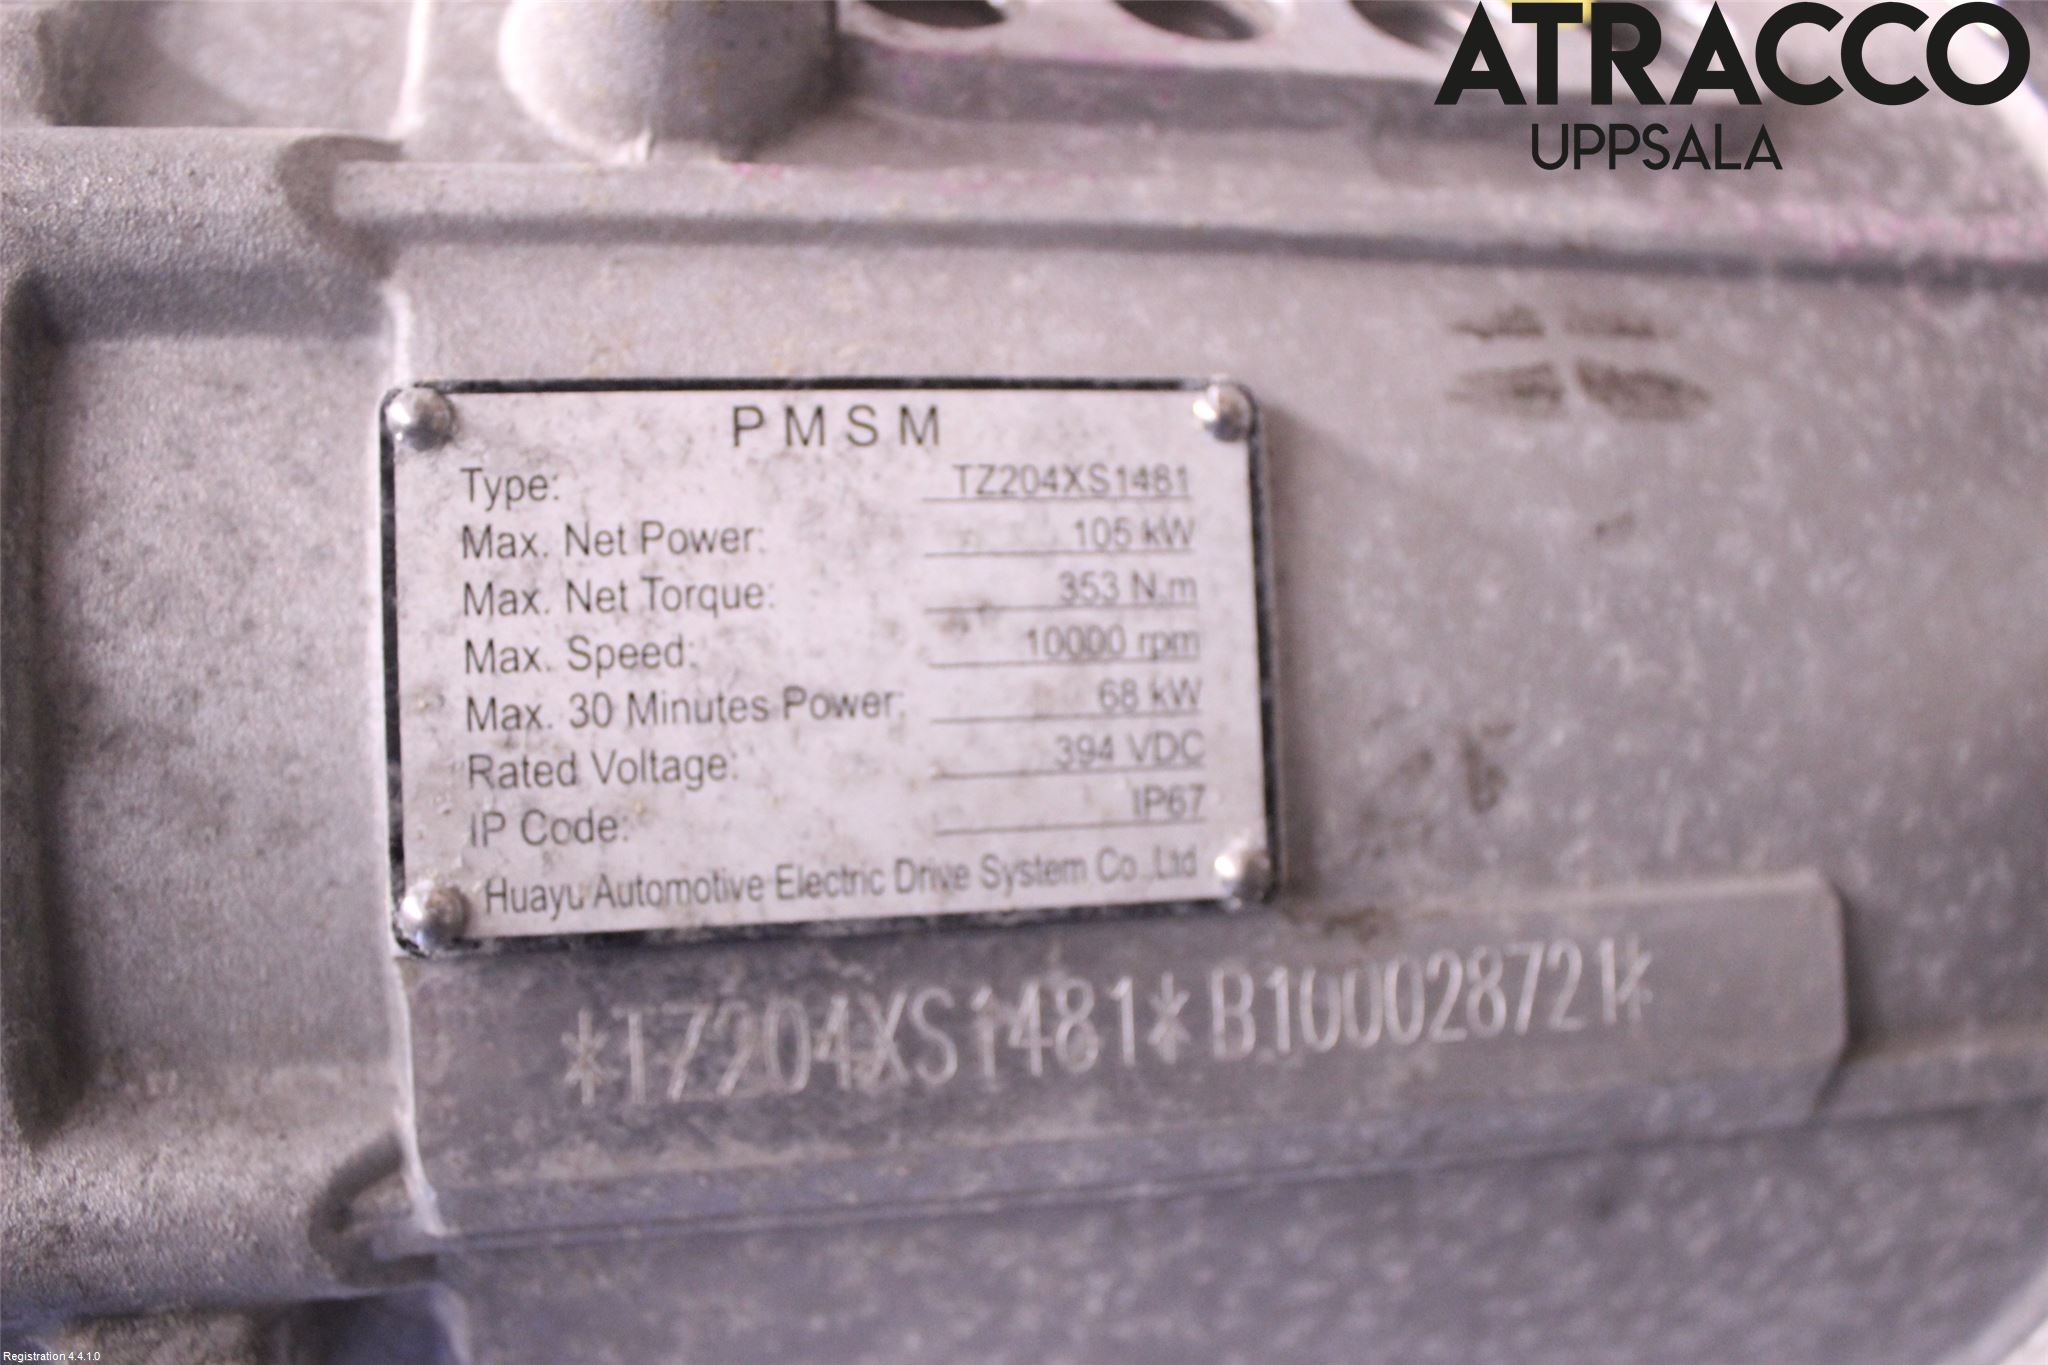 ATRACCO
UPPSALA
PMSM
Type: TZ204XS1481
Max. Net Power: 105 kW
Max. Net Torque: 353 N.m
Max. Speed: 10000 rpm
Max. 30 Minutes Power: 68 kW
Rated Voltage: 394 VDC
IP Code: IP67
Huayu Automotive Electric Drive System Co.,Ltd
*TZ204XS1481*B100028721*
Registration 4.4.1.0